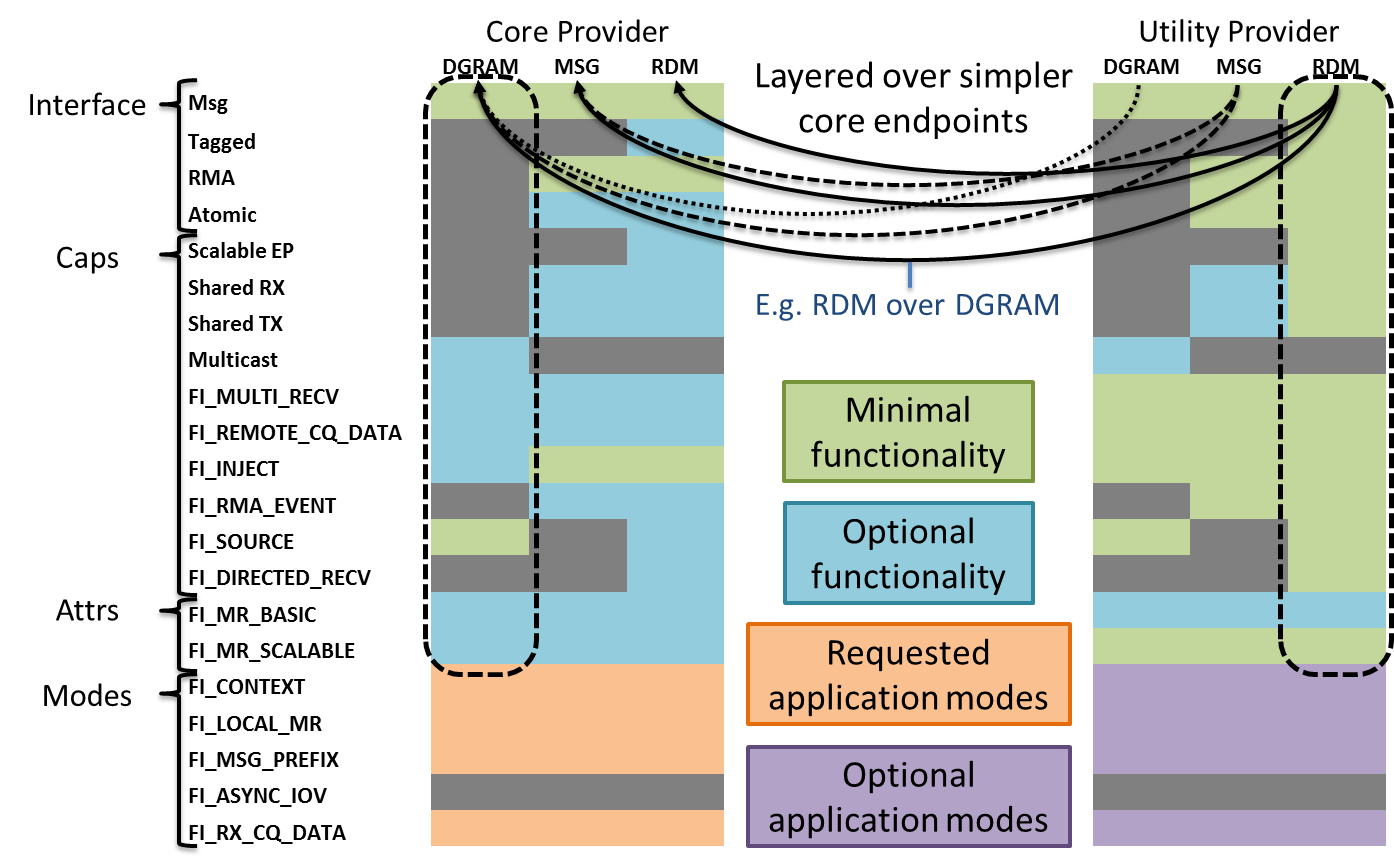 Core Provider
Utility Provider
DGRAM MSG RDM
DGRAM MSG RDM
Layered over simpler
core endpoints
E.g. RDM over DGRAM
Interface
Msg
Tagged
RMA
Atomic
Caps
Scalable EP
Shared RX
Shared TX
Multicast
FI_MULTI_RECV
FI_REMOTE_CQ_DATA
FI_INJECT
FI_RMA_EVENT
FI_SOURCE
FI_DIRECTED_RECV
Attrs
FI_MR_BASIC
FI_MR_SCALABLE
Modes
FI_CONTEXT
FI_LOCAL_MR
FI_MSG_PREFIX
FI_ASYNC_IOV
FI_RX_CQ_DATA
Minimal
functionality
Optional
functionality
Requested
application modes
Optional
application modes